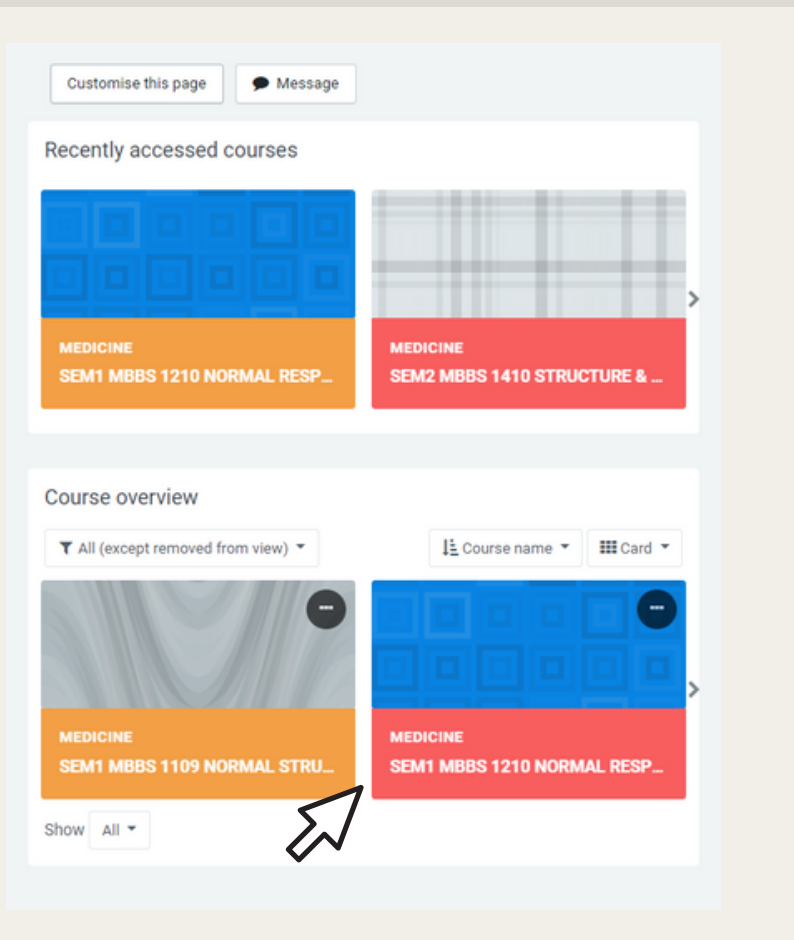 Customise this page Message
Recently accessed courses
MEDICINE
SEM1 MBBS 1210 NORMAL RESP...
MEDICINE
SEM2 MBBS 1410 STRUCTURE & ...
Course overview
All (except removed from view) Course name Card
MEDICINE
SEM1 MBBS 1109 NORMAL STRU...
MEDICINE
SEM1 MBBS 1210 NORMAL RESP...
Show All